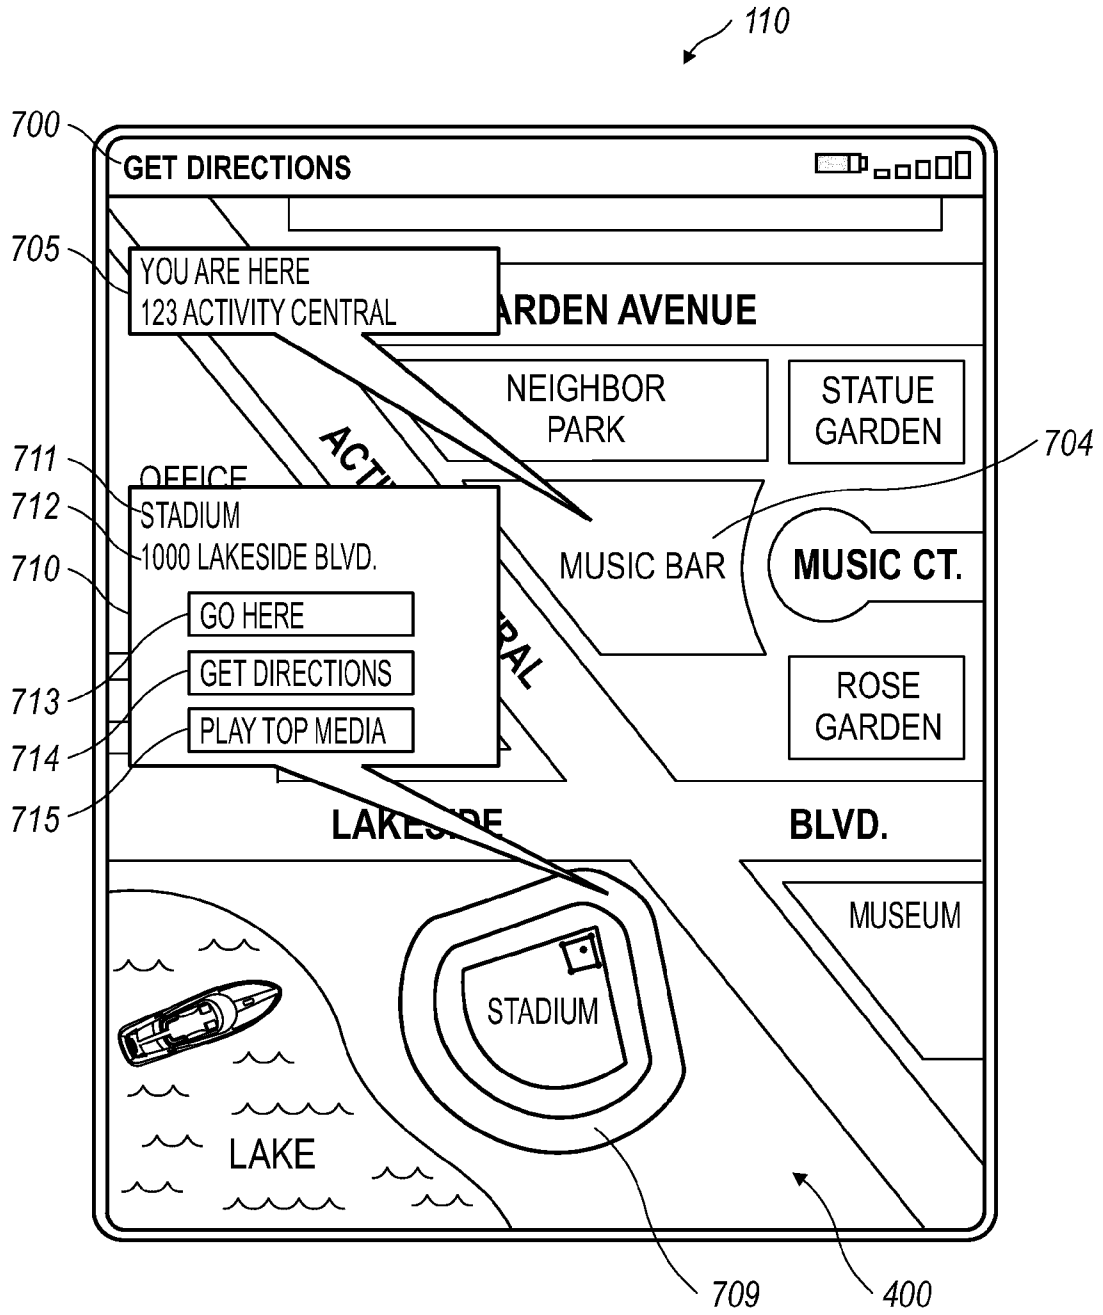 110
700
GET DIRECTIONS
705
YOU ARE HERE
123 ACTIVITY CENTRAL
ARDEN AVENUE
NEIGHBOR
PARK
STATUE
GARDEN
704
ACTI
711
OFFICE
STADIUM
712
1000 LAKESIDE BLVD.
710
MUSIC BAR
MUSIC CT.
GO HERE
RAL
GET DIRECTIONS
713
ROSE
GARDEN
PLAY TOP MEDIA
714
715
LAKESIDE
BLVD.
MUSEUM
STADIUM
LAKE
709
400